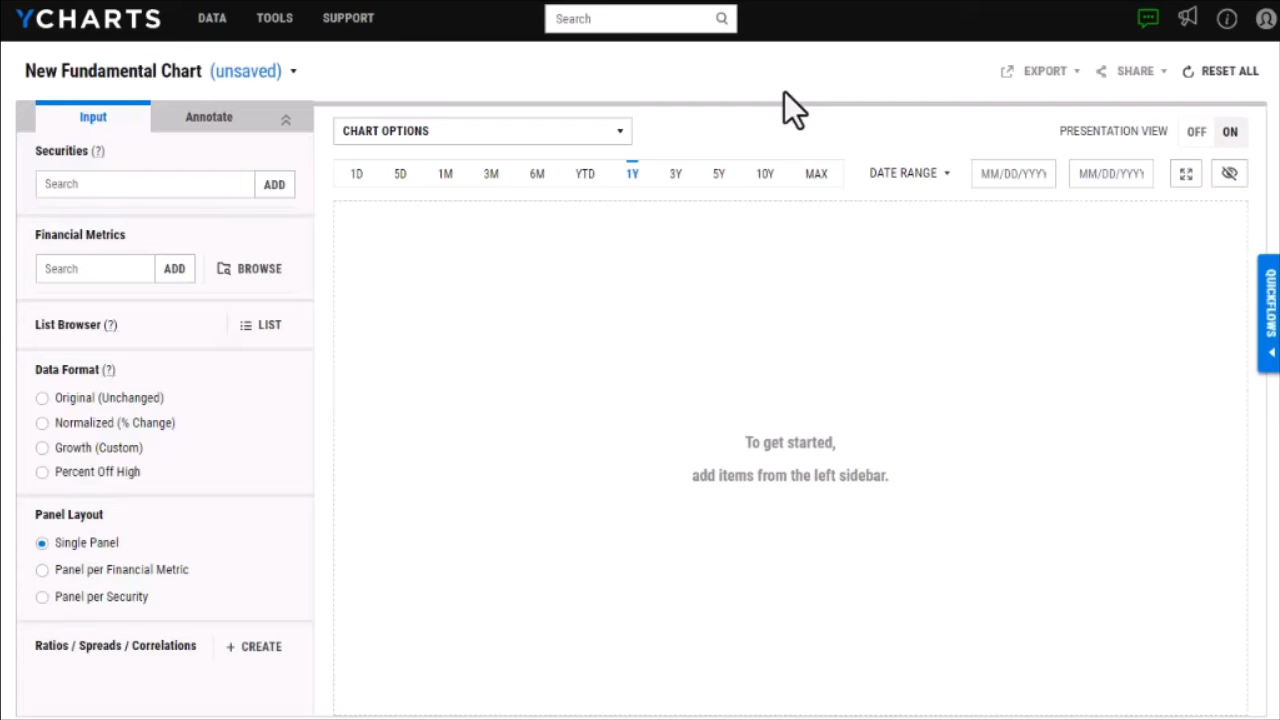 YCHARTS DATA TOOLS SUPPORT Search
New Fundamental Chart (unsaved) EXPORT SHARE RESET ALL
Input Annotate
Securities (?)
Search ADD
Financial Metrics
Search ADD BROWSE
List Browser (?) LIST
Data Format (?)
Original (Unchanged)
Normalized (% Change)
Growth (Custom)
Percent Off High
Panel Layout
Single Panel
Panel per Financial Metric
Panel per Security
Ratios / Spreads / Correlations + CREATE
CHART OPTIONS PRESENTATION VIEW OFF ON
1D 5D 1M 3M 6M YTD 1Y 3Y 5Y 10Y MAX DATE RANGE MM/DD/YYYY MM/DD/YYYY
To get started,
add items from the left sidebar.
QUICKFLOWS